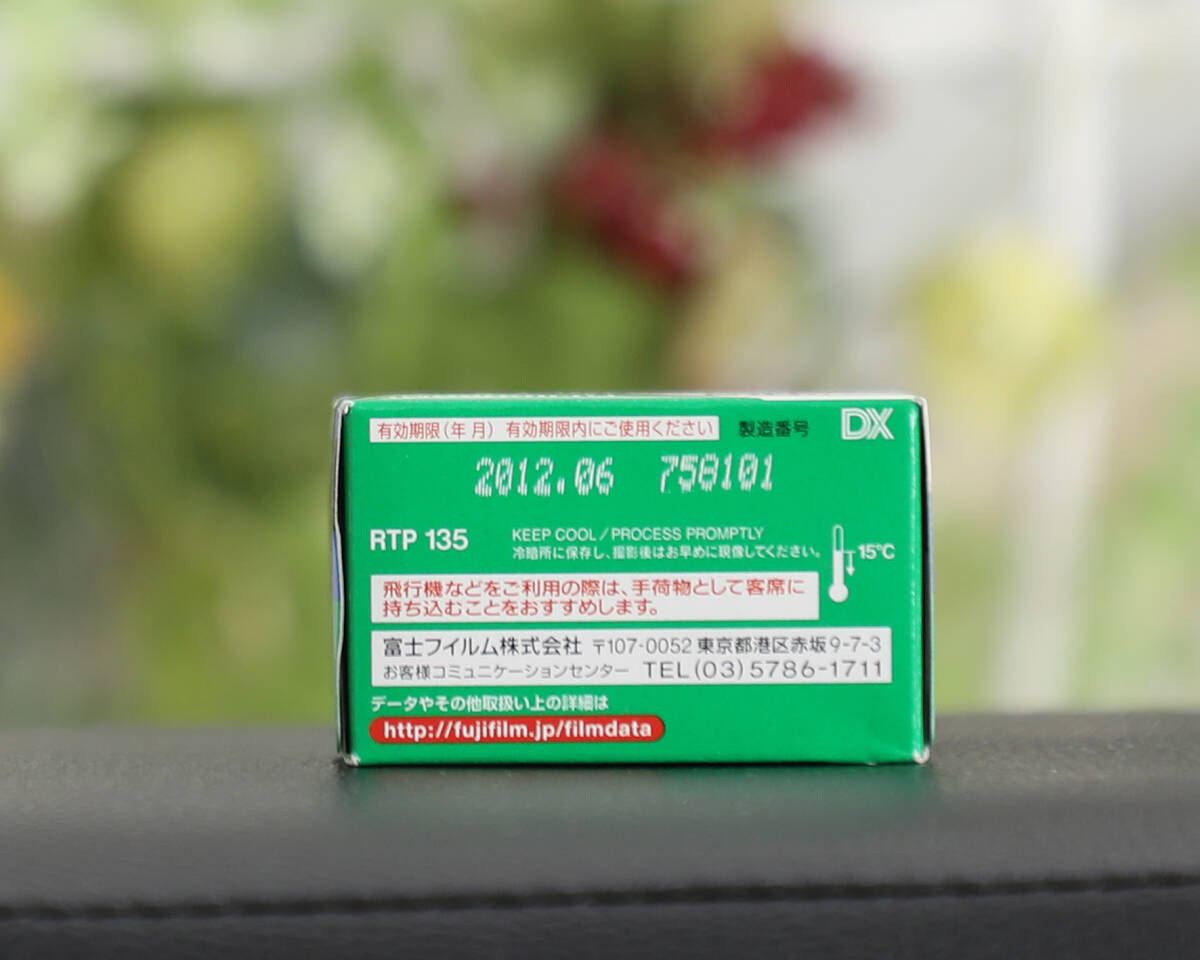 有効期限(年月) 有効期限内にご使用ください 製造番号 DX
2012.06 758101
RTP 135 KEEP COOL/PROCESS PROMPTLY
冷暗所に保存し、撮影後はお早めに現像してください。 15℃
飛行機などをご利用の際は、手荷物として客席に
持ち込むことをおすすめします。
富士フイルム株式会社 〒107-0052 東京都港区赤坂9-7-3
お客様コミュニケーションセンター TEL(03)5786-1711
データやその他取扱い上の詳細は
http://fujifilm.jp/filmdata